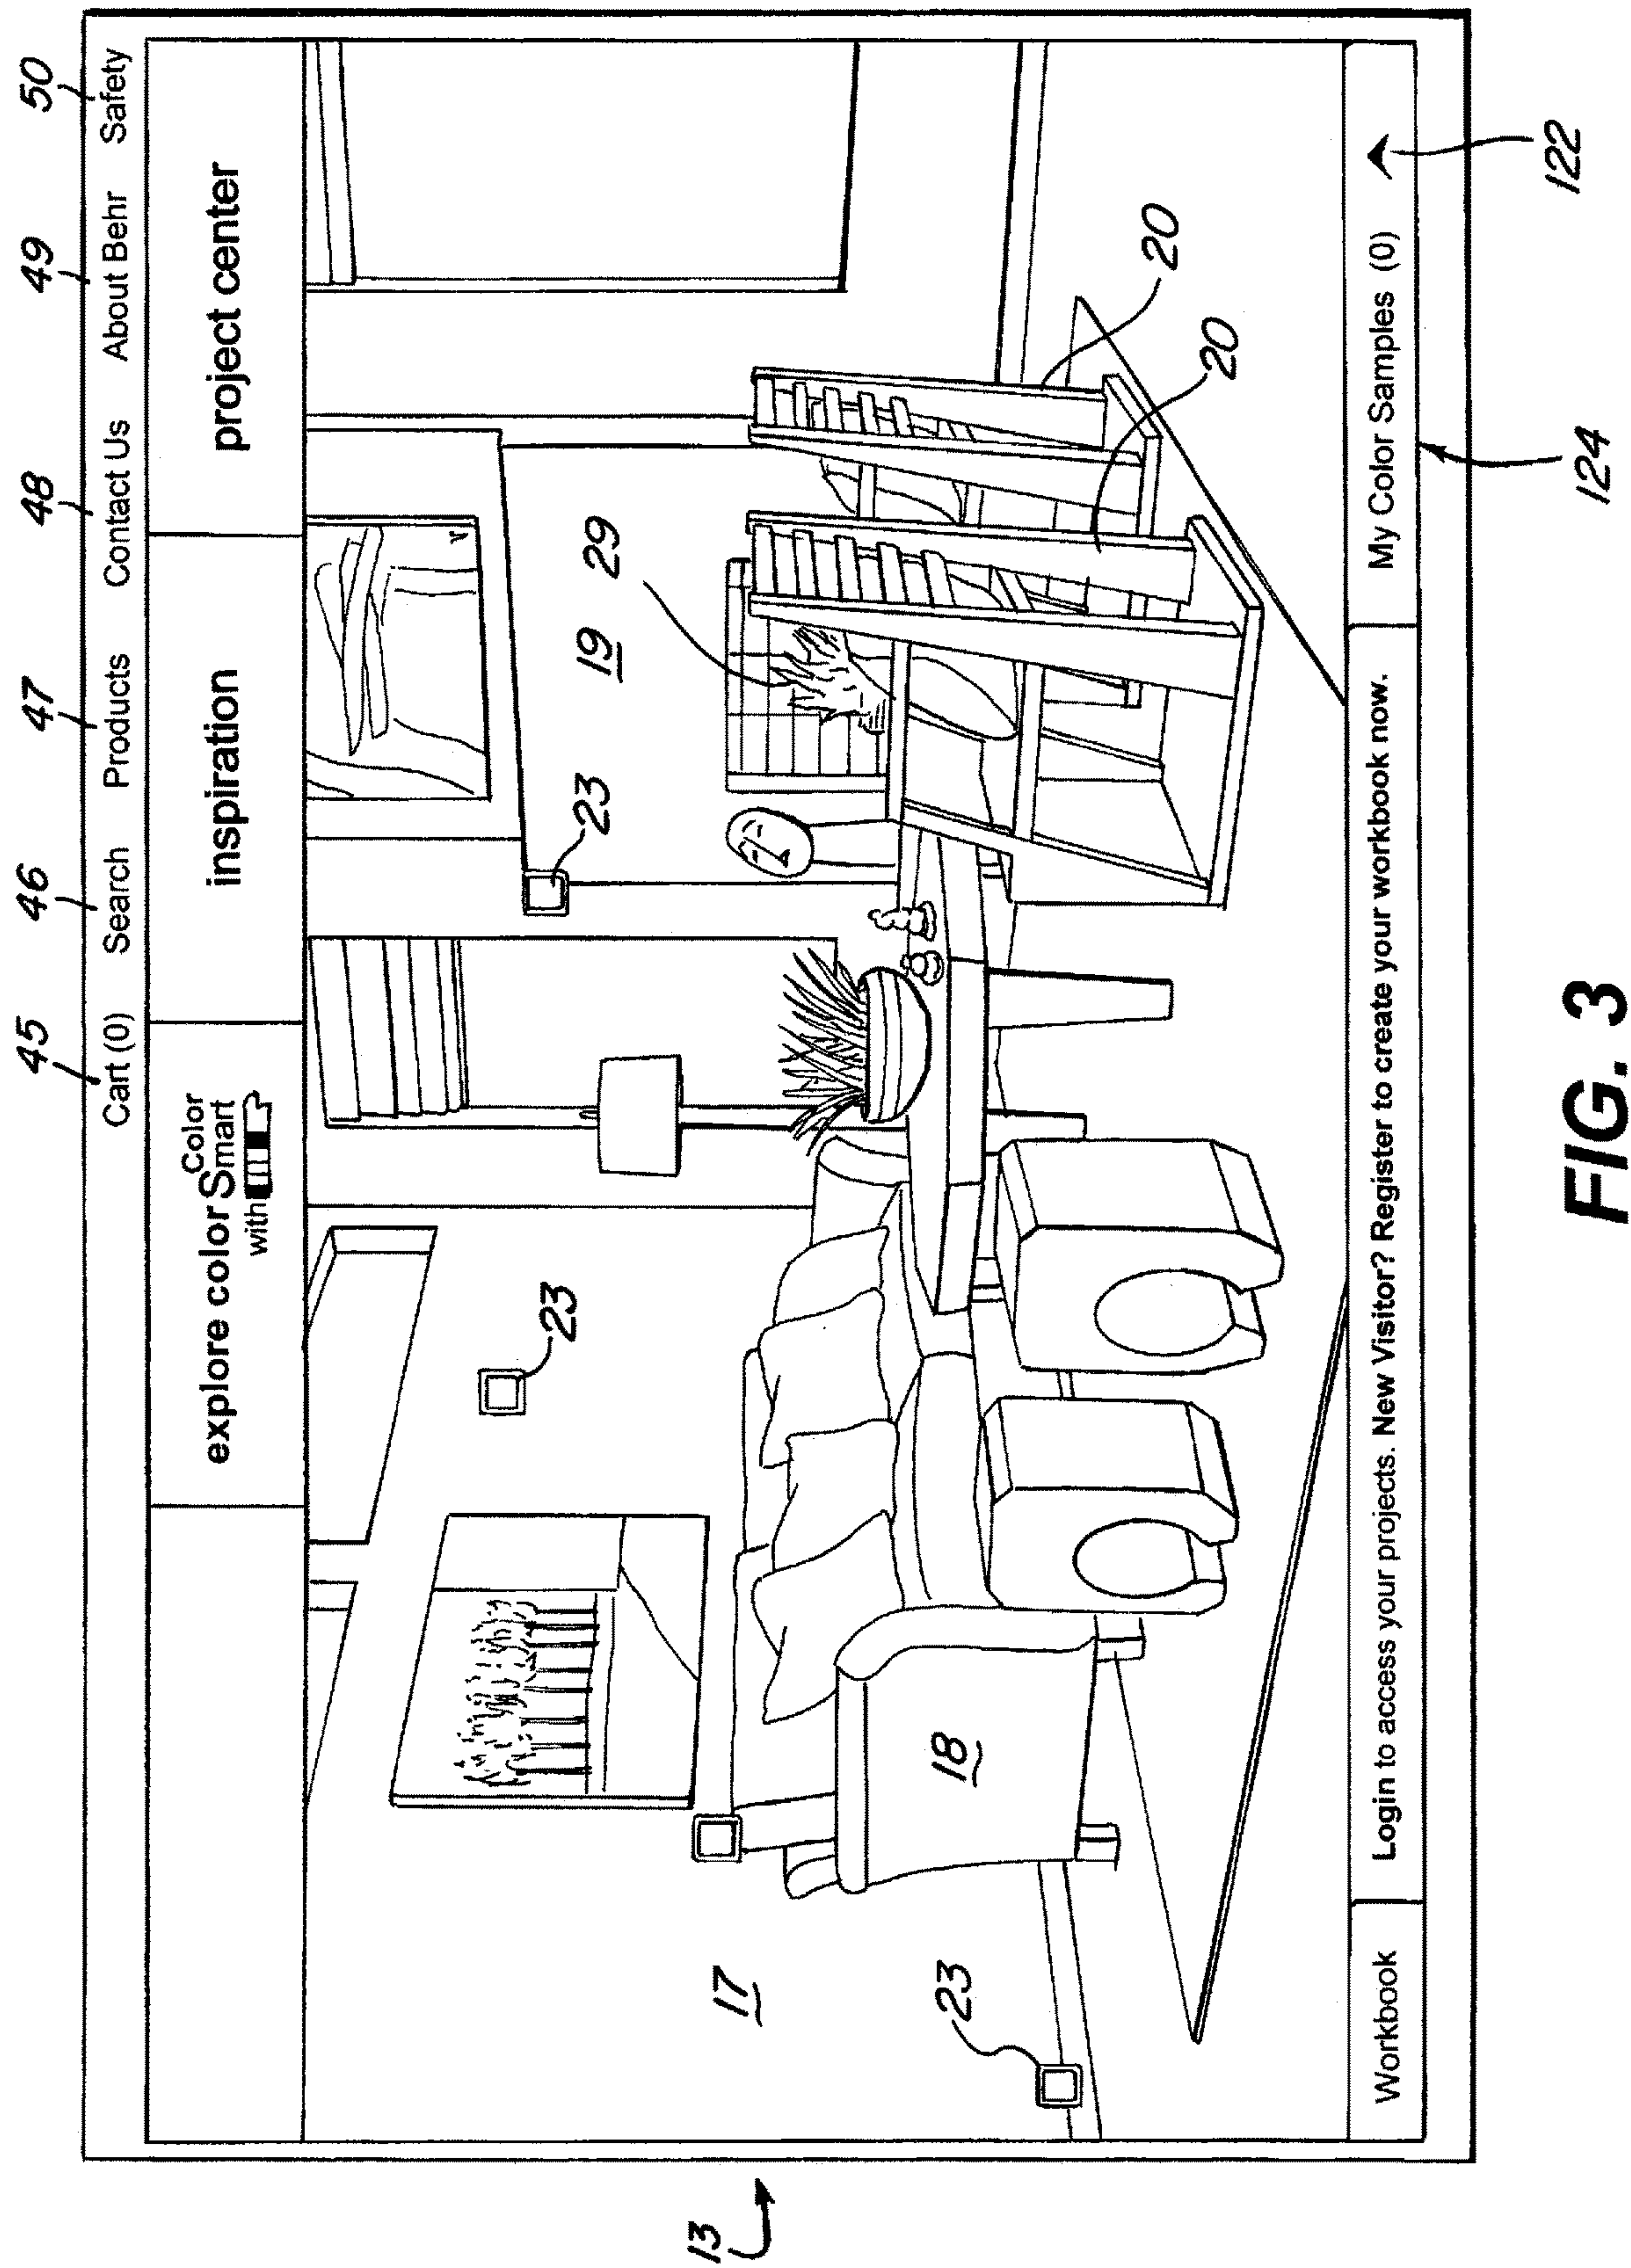 45 46 47 48 49 50
Cart (0) Search Products Contact Us About Behr Safety
explore color with Color Smart
inspiration
project center
23
23
19
29
20
20
17
18
23
13
Workbook
Login to access your projects. New Visitor? Register to create your workbook now.
My Color Samples (0)
124
122
FIG. 3